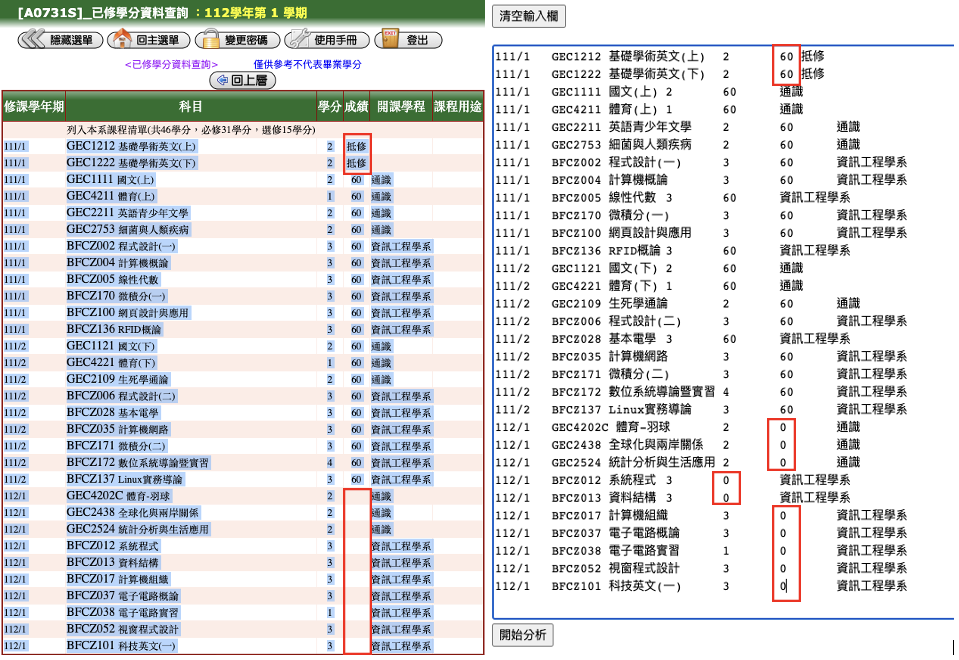 [A0731S]_已修學分資料查詢 ：112學年第 1 學期
隱藏選單 回主選單 變更密碼 使用手冊 EXIT 登出
<已修學分資料查詢> 僅供參考不代表畢業學分
回上層
修課學年期 科目 學分 成績 開課學程 課程用途
列入本系課程清單(共46學分，必修31學分，選修15學分)
111/1 GEC1212 基礎學術英文(上) 2 抵修
111/1 GEC1222 基礎學術英文(下) 2 抵修
111/1 GEC1111 國文(上) 2 60 通識
111/1 GEC4211 體育(上) 1 60 通識
111/1 GEC2211 英語青少年文學 2 60 通識
111/1 GEC2753 細菌與人類疾病 2 60 通識
111/1 BFCZ002 程式設計(一) 3 60 資訊工程學系
111/1 BFCZ004 計算機概論 3 60 資訊工程學系
111/1 BFCZ005 線性代數 3 60 資訊工程學系
111/1 BFCZ170 微積分(一) 3 60 資訊工程學系
111/1 BFCZ100 網頁設計與應用 3 60 資訊工程學系
111/1 BFCZ136 RFID概論 3 60 資訊工程學系
111/2 GEC1121 國文(下) 2 60 通識
111/2 GEC4221 體育(下) 1 60 通識
111/2 GEC2109 生死學通論 2 60 通識
111/2 BFCZ006 程式設計(二) 3 60 資訊工程學系
111/2 BFCZ028 基本電學 3 60 資訊工程學系
111/2 BFCZ035 計算機網路 3 60 資訊工程學系
111/2 BFCZ171 微積分(二) 3 60 資訊工程學系
111/2 BFCZ172 數位系統導論暨實習 4 60 資訊工程學系
111/2 BFCZ137 Linux實務導論 3 60 資訊工程學系
112/1 GEC4202C 體育-羽球 2 通識
112/1 GEC2438 全球化與兩岸關係 2 通識
112/1 GEC2524 統計分析與生活應用 2 通識
112/1 BFCZ012 系統程式 3 資訊工程學系
112/1 BFCZ013 資料結構 3 資訊工程學系
112/1 BFCZ017 計算機組織 3 資訊工程學系
112/1 BFCZ037 電子電路概論 3 資訊工程學系
112/1 BFCZ038 電子電路實習 1 資訊工程學系
112/1 BFCZ052 視窗程式設計 3 資訊工程學系
112/1 BFCZ101 科技英文(一) 3 資訊工程學系
清空輸入欄
111/1 GEC1212 基礎學術英文(上) 2 60 抵修
111/1 GEC1222 基礎學術英文(下) 2 60 抵修
111/1 GEC1111 國文(上) 2 60 通識
111/1 GEC4211 體育(上) 1 60 通識
111/1 GEC2211 英語青少年文學 2 60 通識
111/1 GEC2753 細菌與人類疾病 2 60 通識
111/1 BFCZ002 程式設計(一) 3 60 資訊工程學系
111/1 BFCZ004 計算機概論 3 60 資訊工程學系
111/1 BFCZ005 線性代數 3 60 資訊工程學系
111/1 BFCZ170 微積分(一) 3 60 資訊工程學系
111/1 BFCZ100 網頁設計與應用 3 60 資訊工程學系
111/1 BFCZ136 RFID概論 3 60 資訊工程學系
111/2 GEC1121 國文(下) 2 60 通識
111/2 GEC4221 體育(下) 1 60 通識
111/2 GEC2109 生死學通論 2 60 通識
111/2 BFCZ006 程式設計(二) 3 60 資訊工程學系
111/2 BFCZ028 基本電學 3 60 資訊工程學系
111/2 BFCZ035 計算機網路 3 60 資訊工程學系
111/2 BFCZ171 微積分(二) 3 60 資訊工程學系
111/2 BFCZ172 數位系統導論暨實習 4 60 資訊工程學系
111/2 BFCZ137 Linux實務導論 3 60 資訊工程學系
112/1 GEC4202C 體育-羽球 2 0 通識
112/1 GEC2438 全球化與兩岸關係 2 0 通識
112/1 GEC2524 統計分析與生活應用 2 0 通識
112/1 BFCZ012 系統程式 3 0 資訊工程學系
112/1 BFCZ013 資料結構 3 0 資訊工程學系
112/1 BFCZ017 計算機組織 3 0 資訊工程學系
112/1 BFCZ037 電子電路概論 3 0 資訊工程學系
112/1 BFCZ038 電子電路實習 1 0 資訊工程學系
112/1 BFCZ052 視窗程式設計 3 0 資訊工程學系
112/1 BFCZ101 科技英文(一) 3 0 資訊工程學系
開始分析